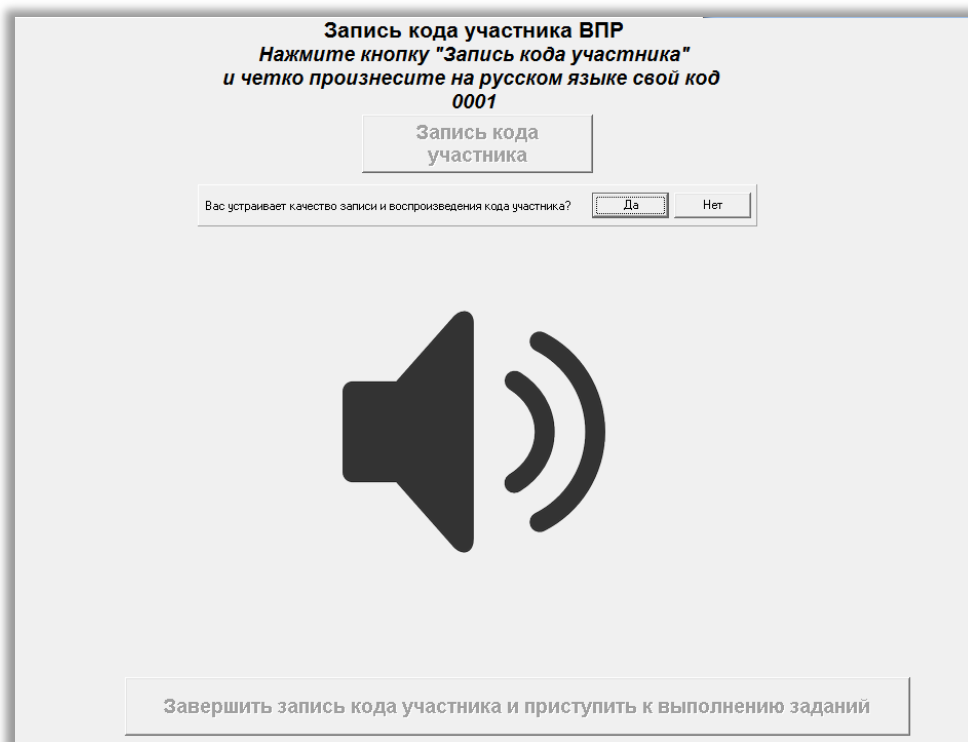 Запись кода участника ВПР
Нажмите кнопку "Запись кода участника"
и четко произнесите на русском языке свой код
0001
Запись кода
участника
Вас устраивает качество записи и воспроизведения кода участника? Да Нет
Завершить запись кода участника и приступить к выполнению заданий